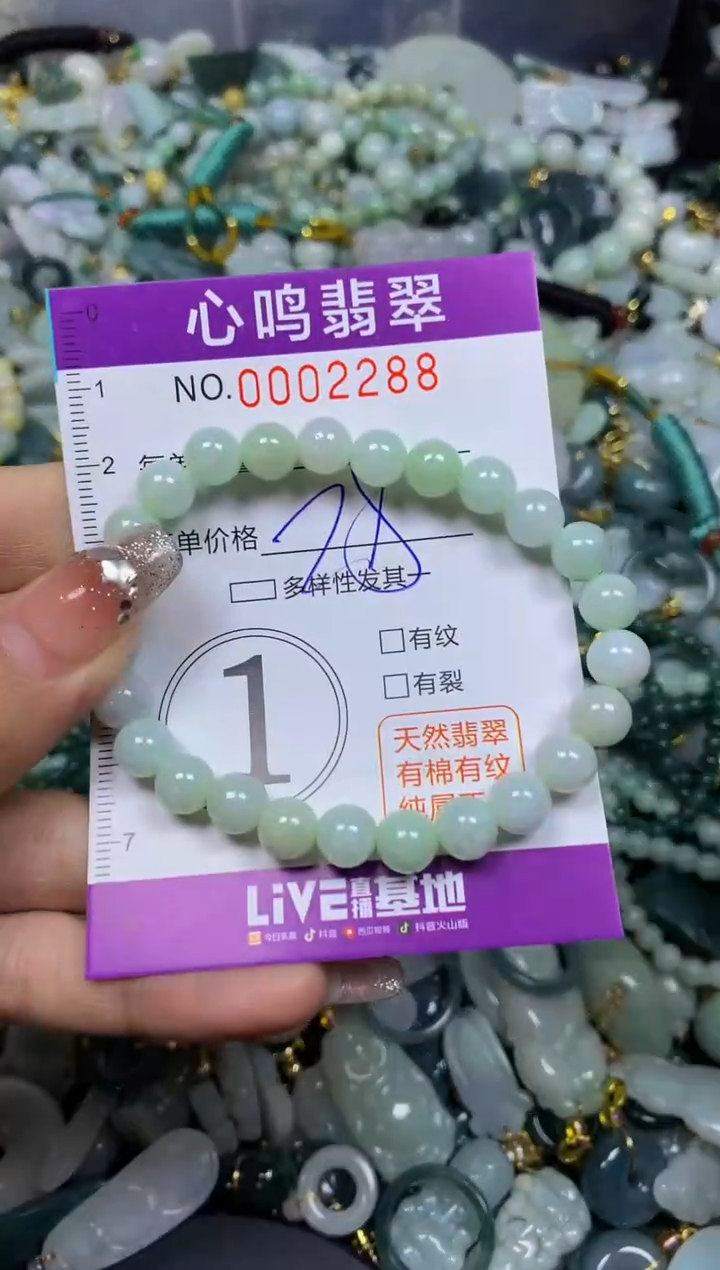 0
心鸣翡翠
NO.0002288
1
2
单价格
多样性发其一
有纹
有裂
1
天然翡翠
有棉有纹
7
LiVE直播基地
今日头条 抖音 西瓜视频 抖音火山版